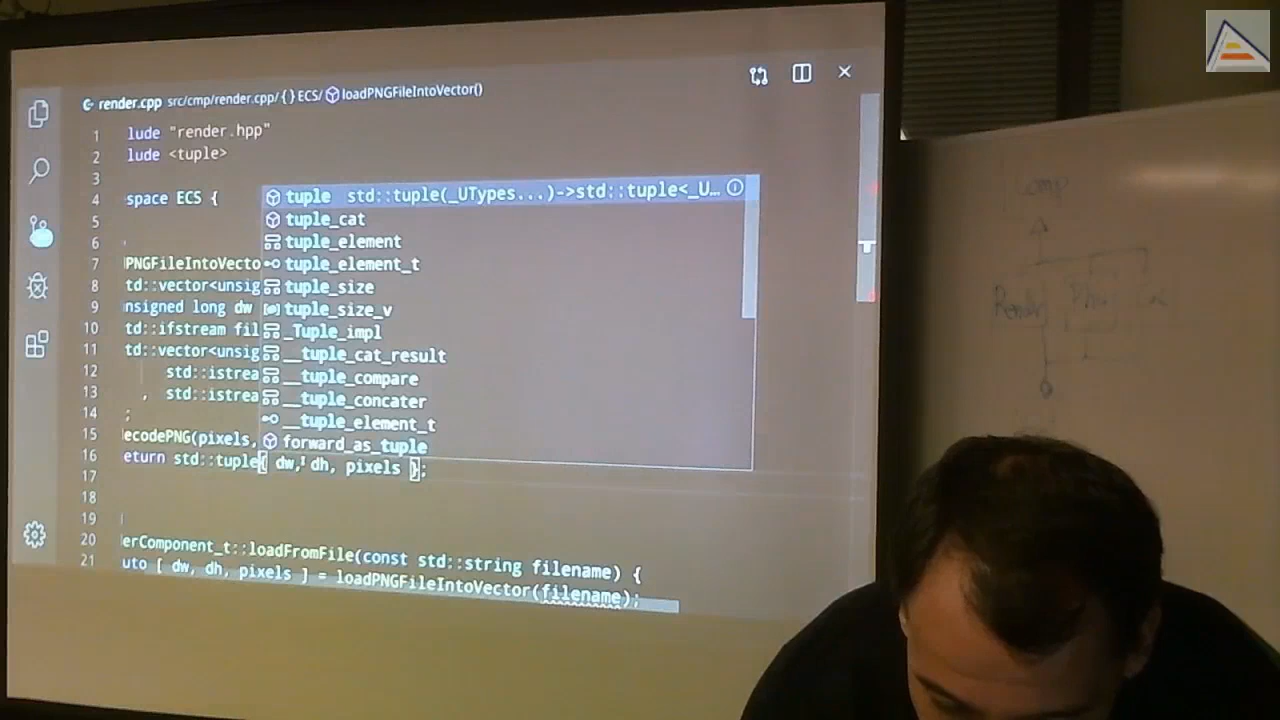 render.cpp src/cmp/render.cpp/{ } ECS/ loadPNGFileIntoVector()
1 lude "render.hpp"
2 lude <tuple>
3
4 space ECS {
5
6
7 PNGFileIntoVecto
8 td::vector<unsig
9 nsigned long dw
10 td::ifstream fil
11 td::vector<unsig
12 std::istrea
13 , std::istrea
14 ;
15 ecodePNG(pixels,
16 eturn std::tuple{ dw, dh, pixels };
17
18
19
20 erComponent_t::loadFromFile(const std::string filename) {
21 uto [ dw, dh, pixels ] = loadPNGFileIntoVector(filename);
tuple std::tuple(_UTypes...)->std::tuple<_U…
tuple_cat
tuple_element
tuple_element_t
tuple_size
tuple_size_v
_Tuple_impl
__tuple_cat_result
__tuple_compare
__tuple_concater
__tuple_element_t
forward_as_tuple
Comp
Render